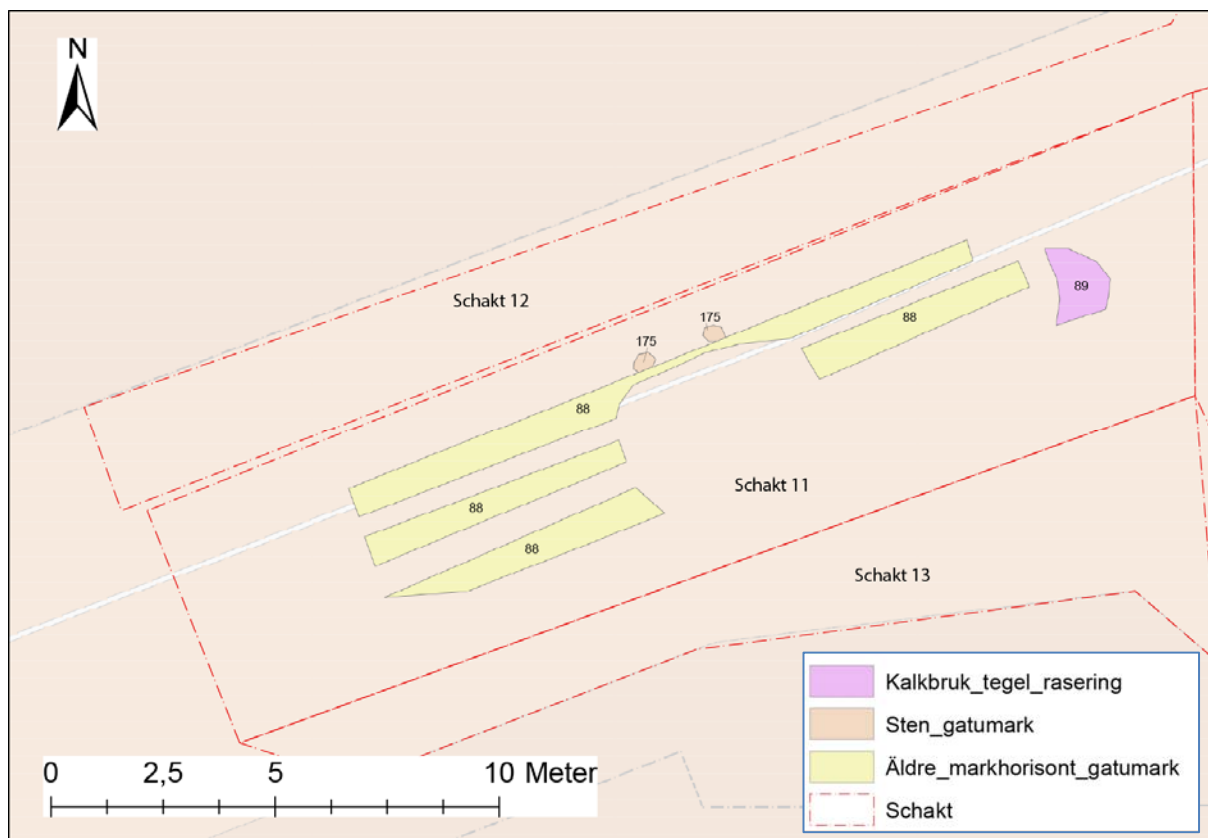 N
Schakt 12
89
88
175
175
88
Schakt 11
88
88
Schakt 13
Kalkbruk_tegel_rasering
Sten_gatumark
Äldre_markhorisont_gatumark
Schakt
0 2,5 5 10 Meter